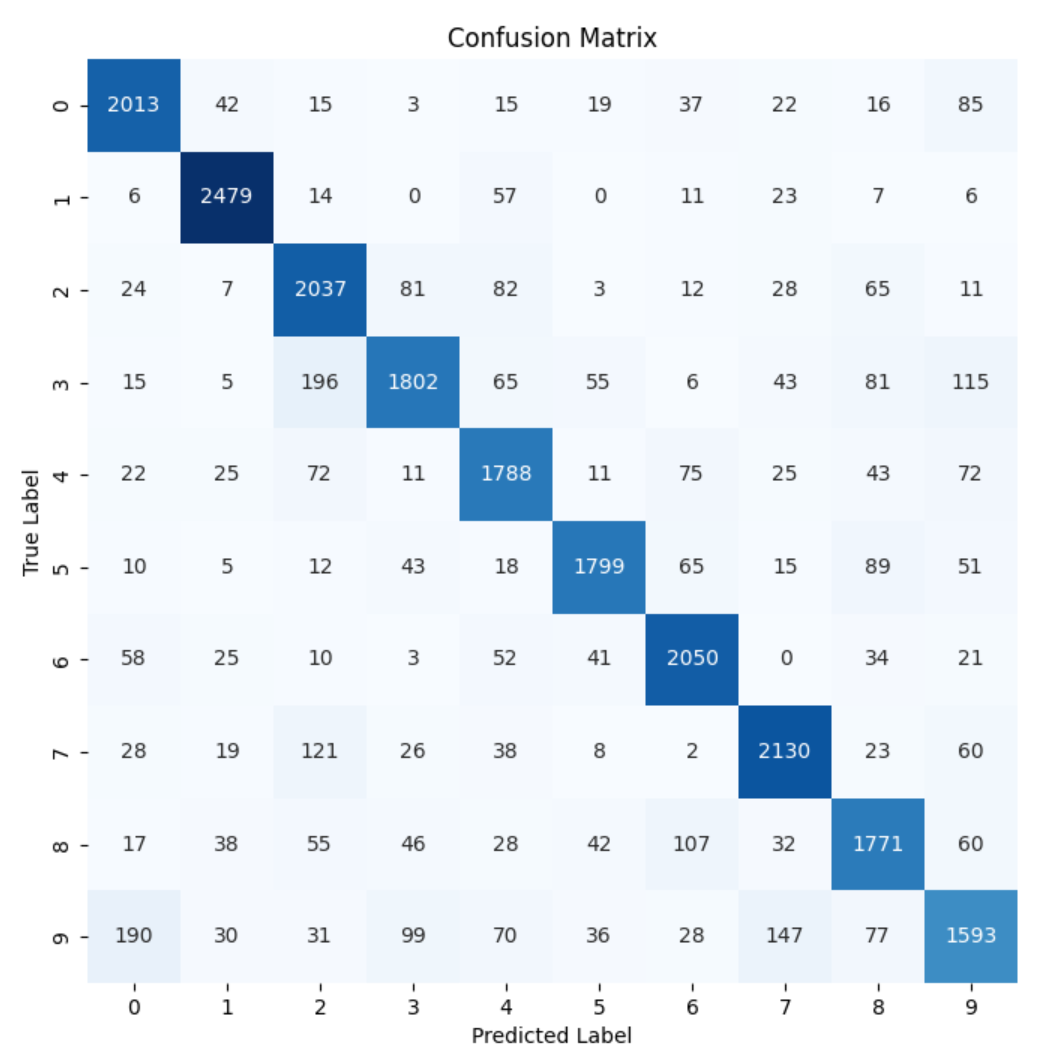 Confusion Matrix
0 2013 42 15 3 15 19 37 22 16 85
1 6 2479 14 0 57 0 11 23 7 6
2 24 7 2037 81 82 3 12 28 65 11
3 15 5 196 1802 65 55 6 43 81 115
4 22 25 72 11 1788 11 75 25 43 72
5 10 5 12 43 18 1799 65 15 89 51
6 58 25 10 3 52 41 2050 0 34 21
7 28 19 121 26 38 8 2 2130 23 60
8 17 38 55 46 28 42 107 32 1771 60
9 190 30 31 99 70 36 28 147 77 1593
True Label
0 1 2 3 4 5 6 7 8 9
Predicted Label